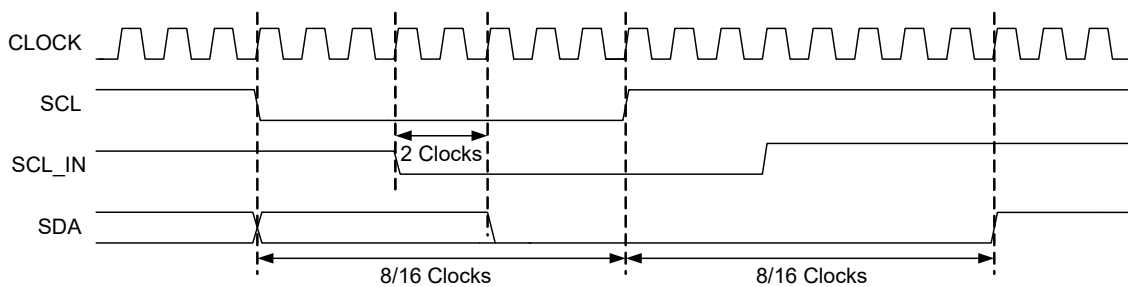 CLOCK
SCL
2 Clocks
SCL_IN
SDA
8/16 Clocks
8/16 Clocks